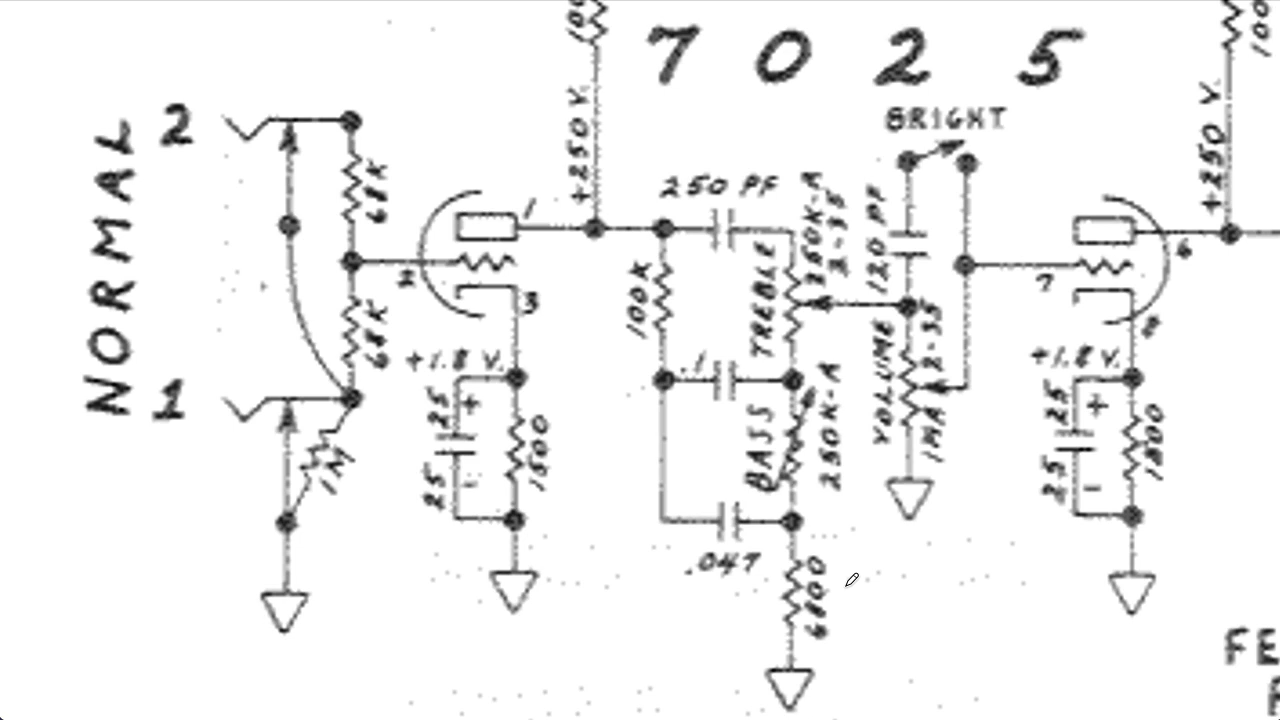 7025
BRIGHT
NORMAL
2
1
68K
68K
1M
2
1
3
+1.8 V.
25
25
+
-
1500
+250 V.
100K
250 PF
.1
.047
TREBLE
250K-A
BASS
250K-A
6800
120 PF
VOLUME
1MA
7
6
8
+250 V.
100
+1.8 V.
25
25
+
-
1500
FE